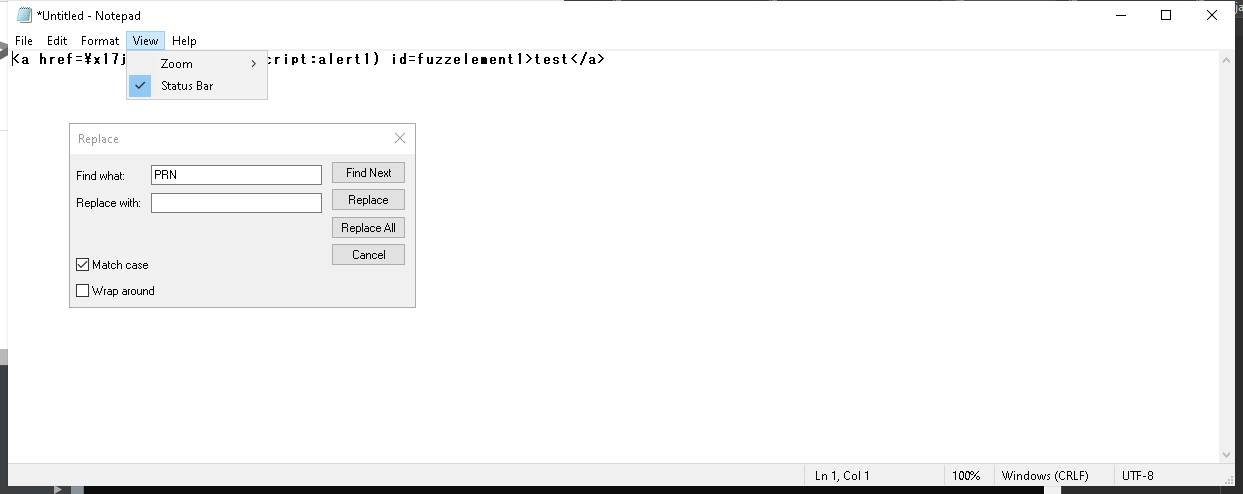 *Untitled - Notepad
File Edit Format View Help
<a href=¥x17j cript:alert1) id=fuzzelement1>test</a>
Zoom >
Status Bar
Replace
Find what: PRN Find Next
Replace with: Replace
Replace All
Cancel
Match case
Wrap around
Ln 1, Col 1 100% Windows (CRLF) UTF-8